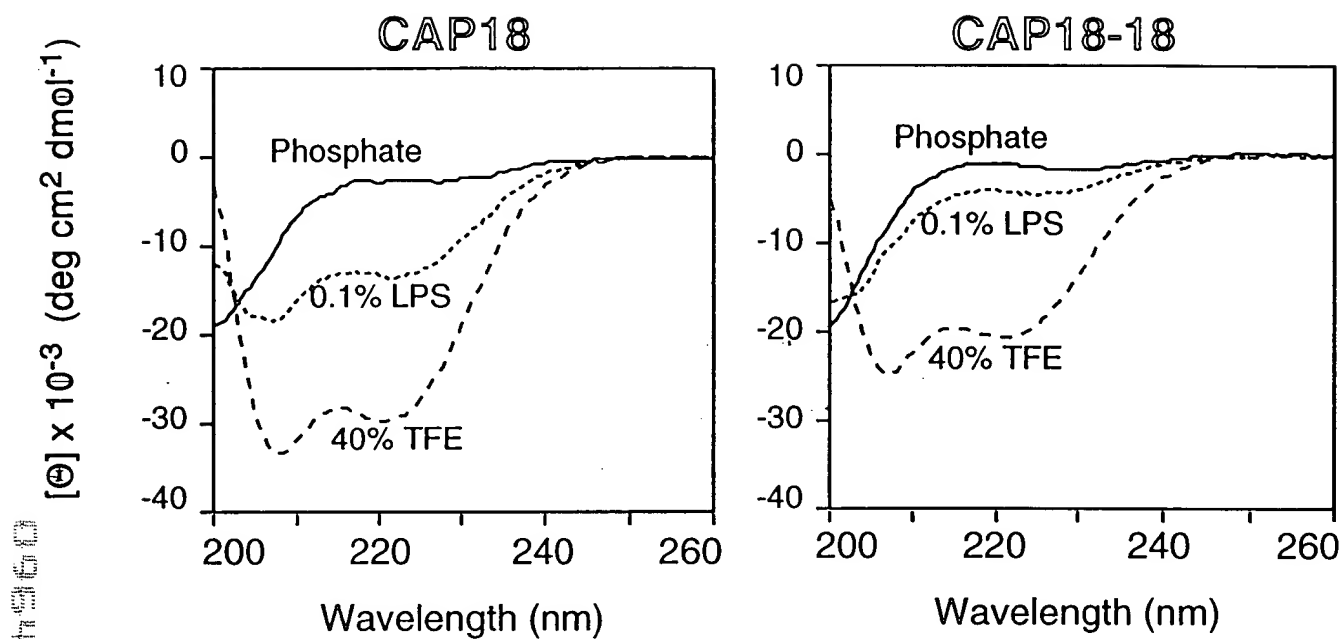 CAP18
CAP18-18
[Θ] x 10-3 (deg cm2 dmol-1)
10
0
-10
-20
-30
-40
Phosphate
0.1% LPS
40% TFE
200
220
240
260
Wavelength (nm)
10
0
-10
-20
-30
-40
Phosphate
0.1% LPS
40% TFE
200
220
240
260
Wavelength (nm)